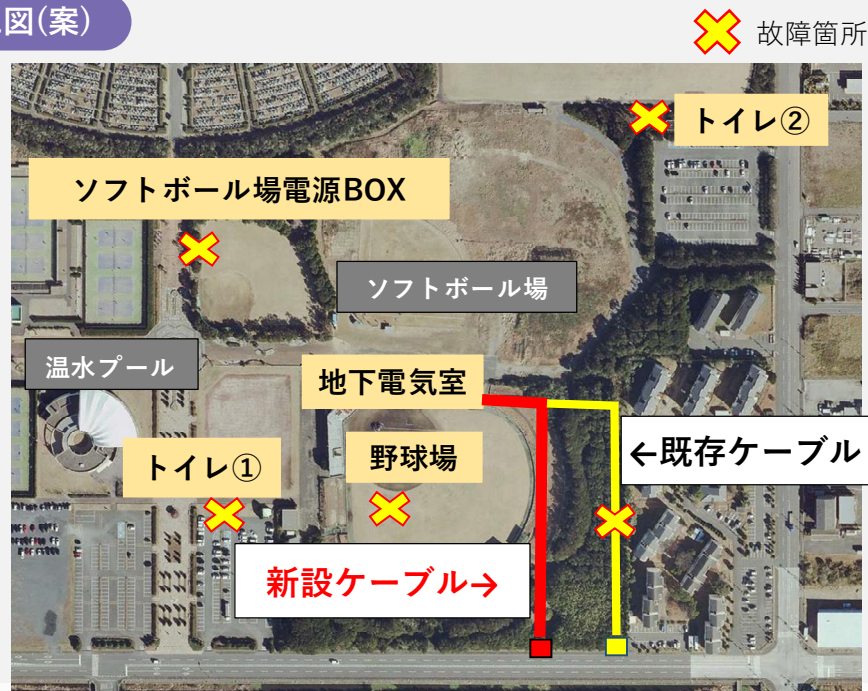 図(案)
故障箇所
トイレ②
ソフトボール場電源BOX
ソフトボール場
温水プール
地下電気室
←既存ケーブル
トイレ①
野球場
新設ケーブル→